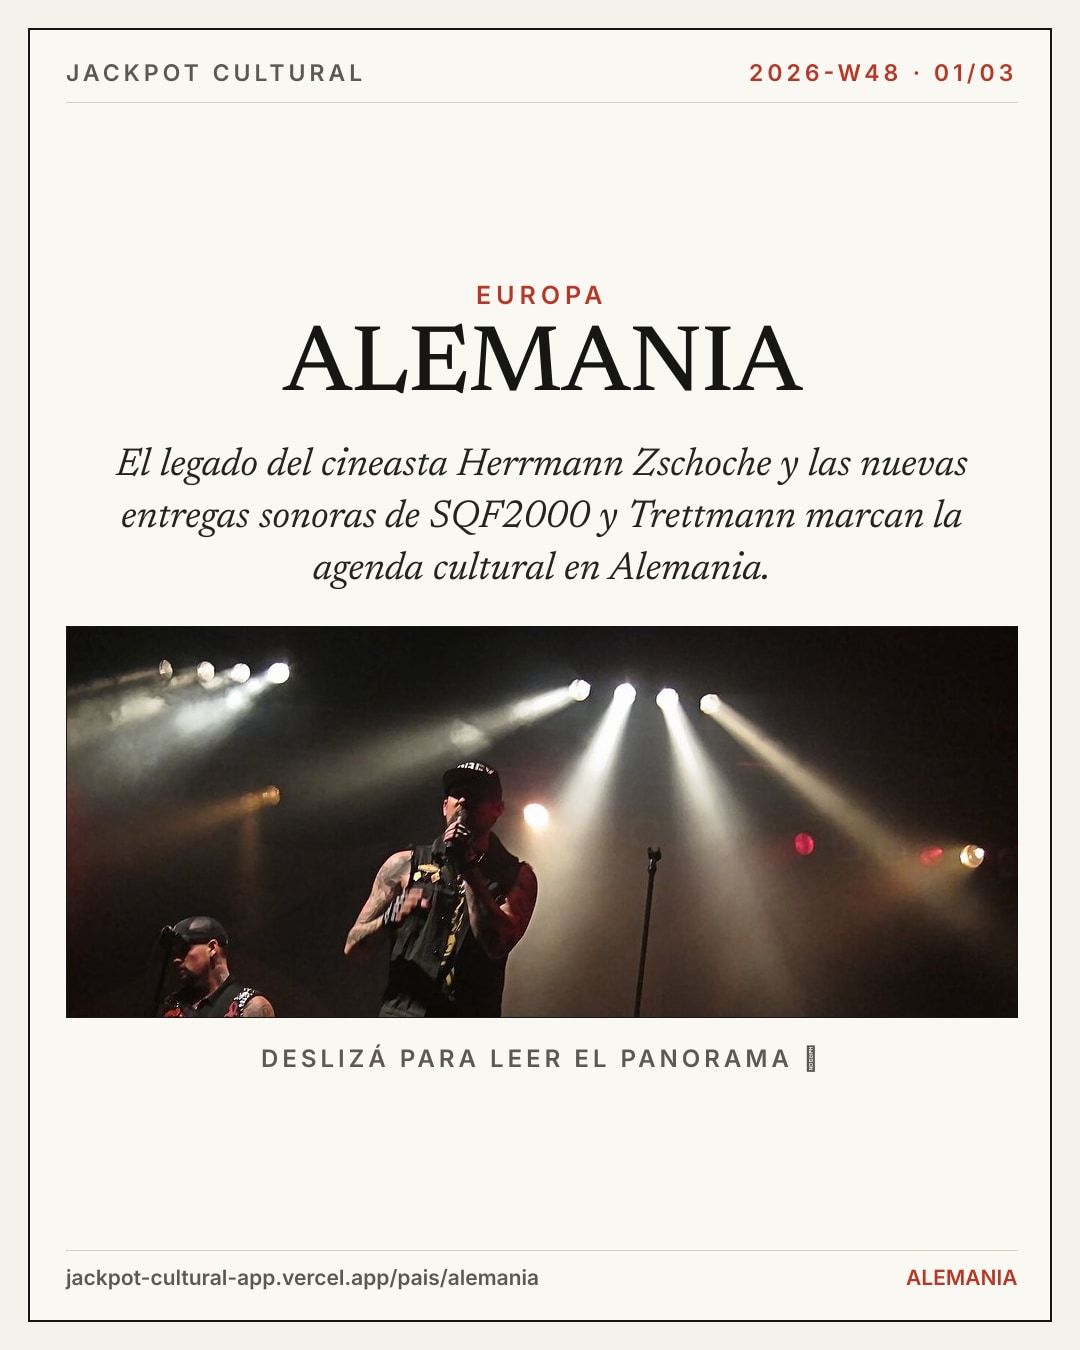 JACKPOT CULTURAL
2026-W48 · 01/03
EUROPA
ALEMANIA
El legado del cineasta Herrmann Zschoche y las nuevas
entregas sonoras de SQF2000 y Trettmann marcan la
agenda cultural en Alemania.
DESLIZÁ PARA LEER EL PANORAMA
jackpot-cultural-app.vercel.app/pais/alemania
ALEMANIA